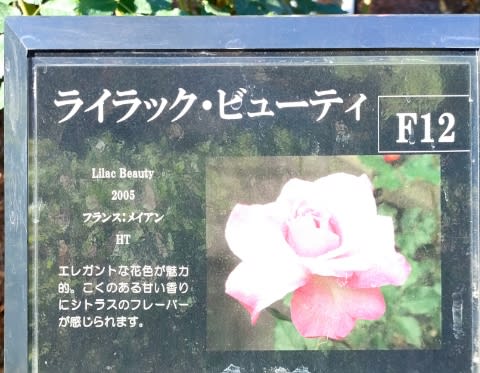 ライラック・ビューティ
F12
Lilac Beauty
2005
フランス:メイアン
HT
エレガントな花色が魅力
的。こくのある甘い香り
にシトラスのフレーバー
が感じられます。